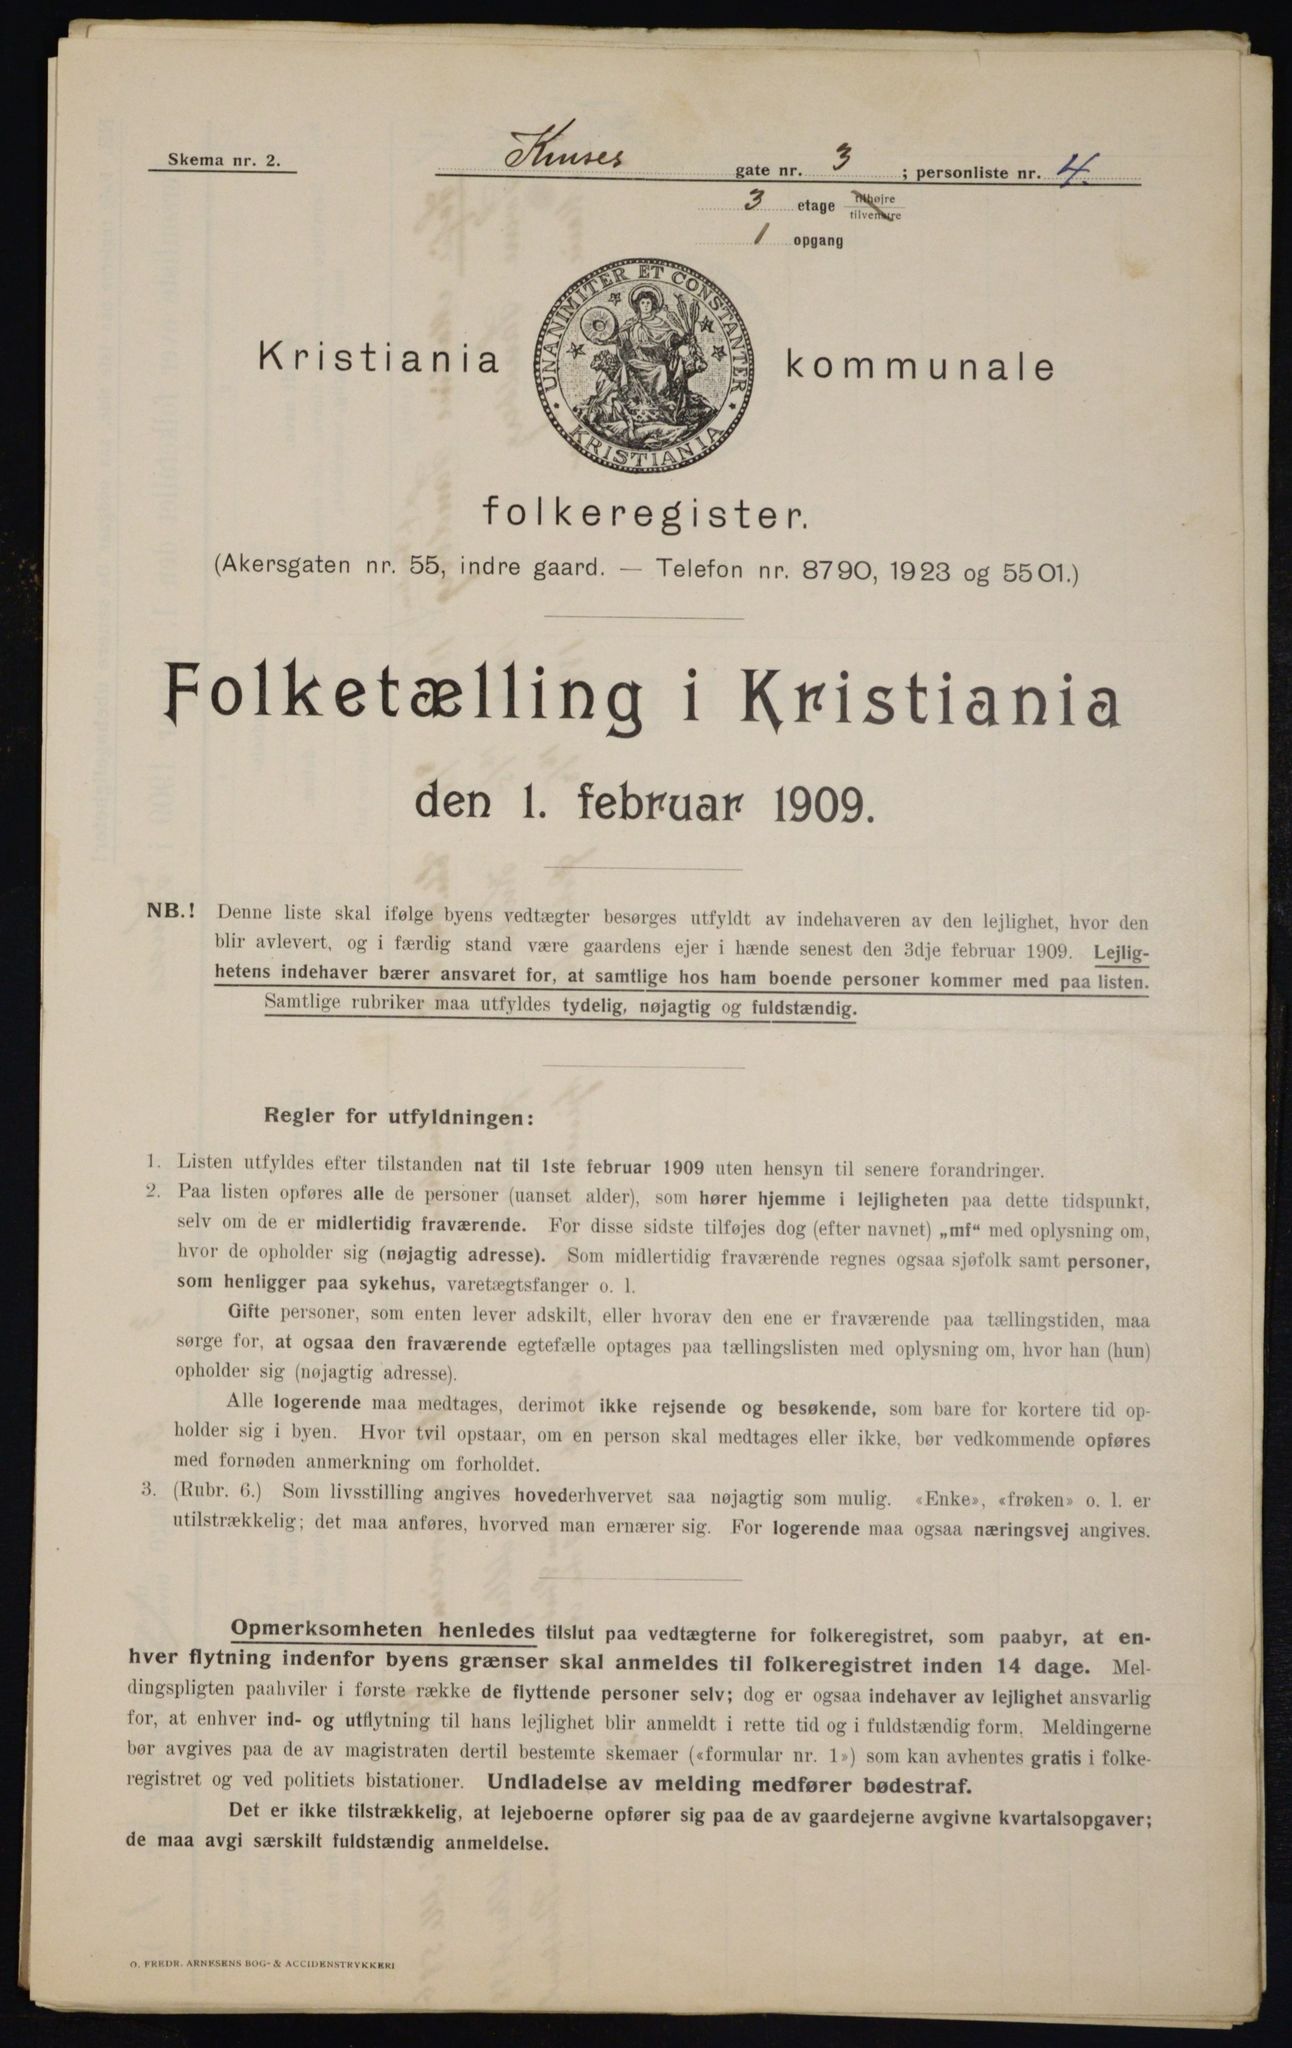 Skema nr. 2.
Kruses gate nr. 3 ; personliste nr. 4.
3 etage tilhøjre
tilvenstre
1 opgang
UNANIMITER ET CONSTANTER
KRISTIANIA
Kristiania kommunale
folkeregister.
(Akersgaten nr. 55, indre gaard. — Telefon nr. 8790, 1923 og 5501.)
Folketælling i Kristiania
den 1. februar 1909.
NB.! Denne liste skal ifølge byens vedtægter besørges utfyldt av indehaveren av den lejlighet, hvor den
blir avlevert, og i færdig stand være gaardens ejer i hænde senest den 3dje februar 1909. Lejlig-
hetens indehaver bærer ansvaret for, at samtlige hos ham boende personer kommer med paa listen.
Samtlige rubriker maa utfyldes tydelig, nøjagtig og fuldstændig.
Regler for utfyldningen:
1. Listen utfyldes efter tilstanden nat til 1ste februar 1909 uten hensyn til senere forandringer.
2. Paa listen opføres alle de personer (uanset alder), som hører hjemme i lejligheten paa dette tidspunkt,
selv om de er midlertidig fraværende. For disse sidste tilføjes dog (efter navnet) „mf“ med oplysning om,
hvor de opholder sig (nøjagtig adresse). Som midlertidig fraværende regnes ogsaa sjøfolk samt personer,
som henligger paa sykehus, varetægtsfanger o. l.
Gifte personer, som enten lever adskilt, eller hvorav den ene er fraværende paa tællingstiden, maa
sørge for, at ogsaa den fraværende egtefælle optages paa tællingslisten med oplysning om, hvor han (hun)
opholder sig (nøjagtig adresse).
Alle logerende maa medtages, derimot ikke rejsende og besøkende, som bare for kortere tid op-
holder sig i byen. Hvor tvil opstaar, om en person skal medtages eller ikke, bør vedkommende opføres
med fornøden anmerkning om forholdet.
3. (Rubr. 6.) Som livsstilling angives hovederhvervet saa nøjagtig som mulig. «Enke», «frøken» o. l. er
utilstrækkelig; det maa anføres, hvorved man ernærer sig. For logerende maa ogsaa næringsvej angives.
Opmerksomheten henledes tilslut paa vedtægterne for folkeregistret, som paabyr, at en-
hver flytning indenfor byens grænser skal anmeldes til folkeregistret inden 14 dage. Mel-
dingspligten paahviler i første række de flyttende personer selv; dog er ogsaa indehaver av lejlighet ansvarlig
for, at enhver ind- og utflytning til hans lejlighet blir anmeldt i rette tid og i fuldstændig form. Meldingerne
bør avgives paa de av magistraten dertil bestemte skemaer («formular nr. 1») som kan avhentes gratis i folke-
registret og ved politiets bistationer. Undladelse av melding medfører bødestraf.
Det er ikke tilstrækkelig, at lejeboerne opfører sig paa de av gaardejerne avgivne kvartalsopgaver;
de maa avgi særskilt fuldstændig anmeldelse.
O. FREDR. ARNESENS BOG- & ACCIDENSTRYKKERI